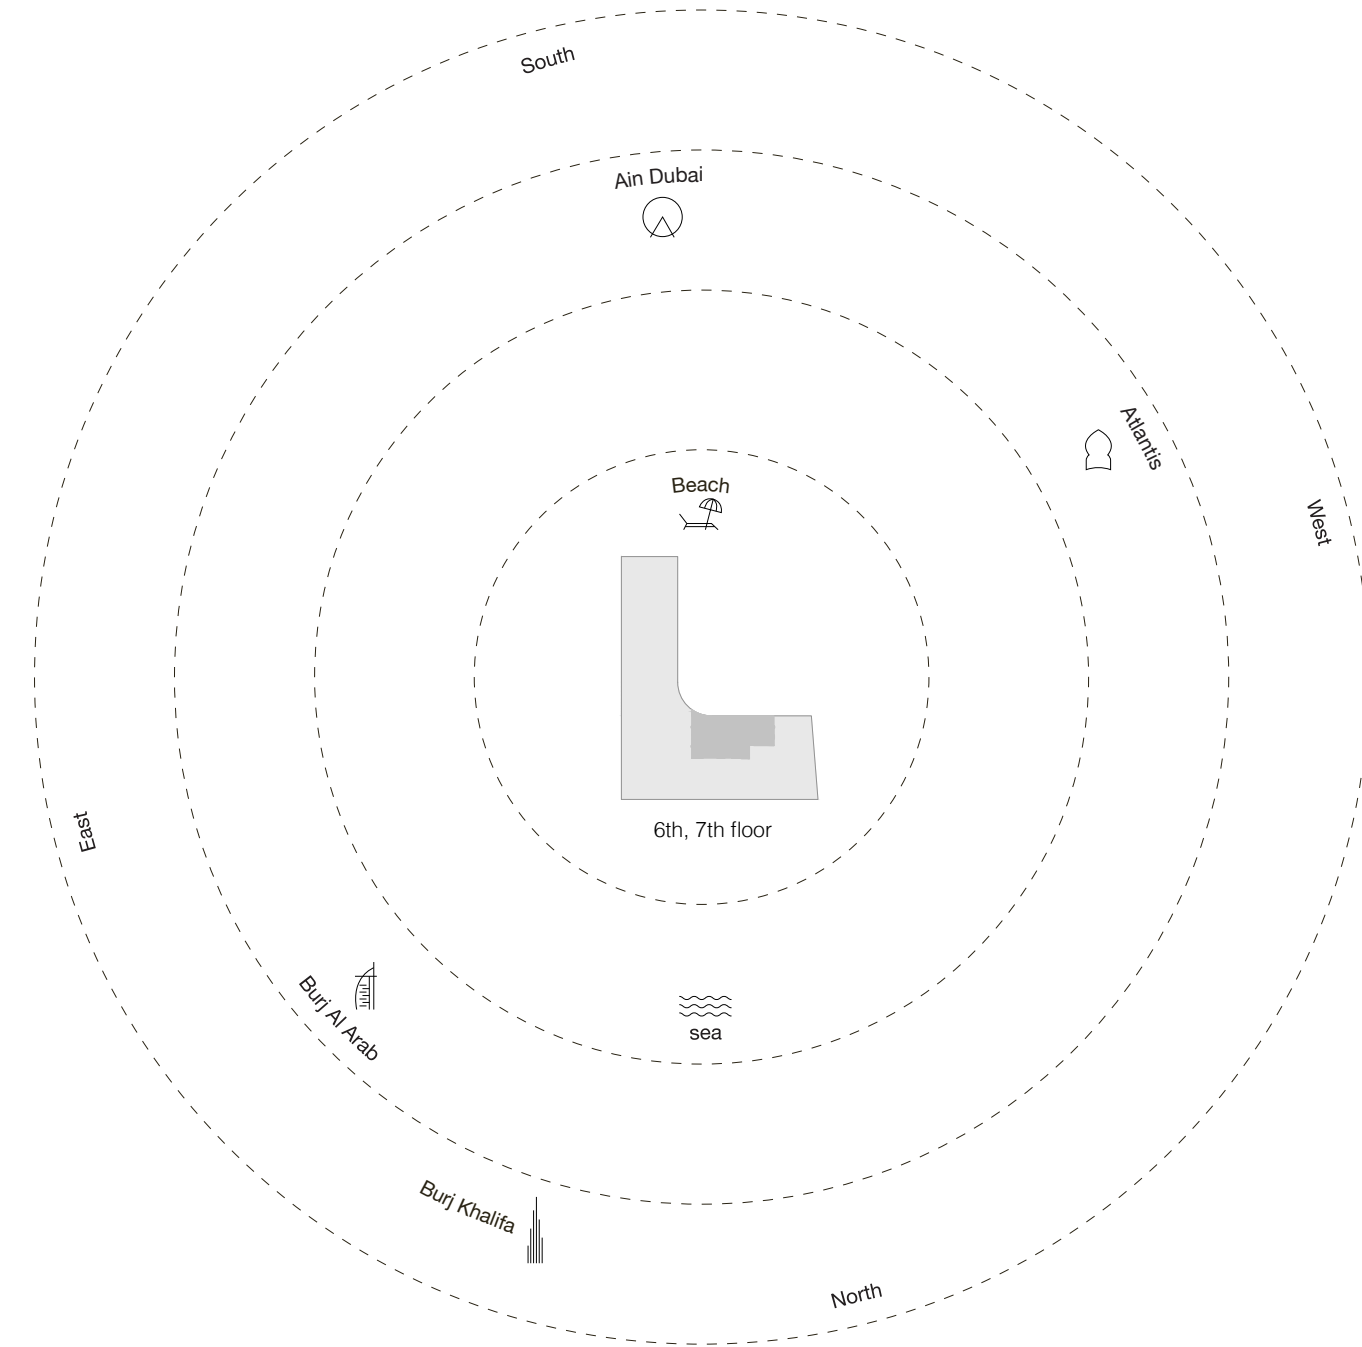 South
Ain Dubai
Atlantis
Beach
West
6th, 7th floor
East
Burj Al Arab
sea
Burj Khalifa
North